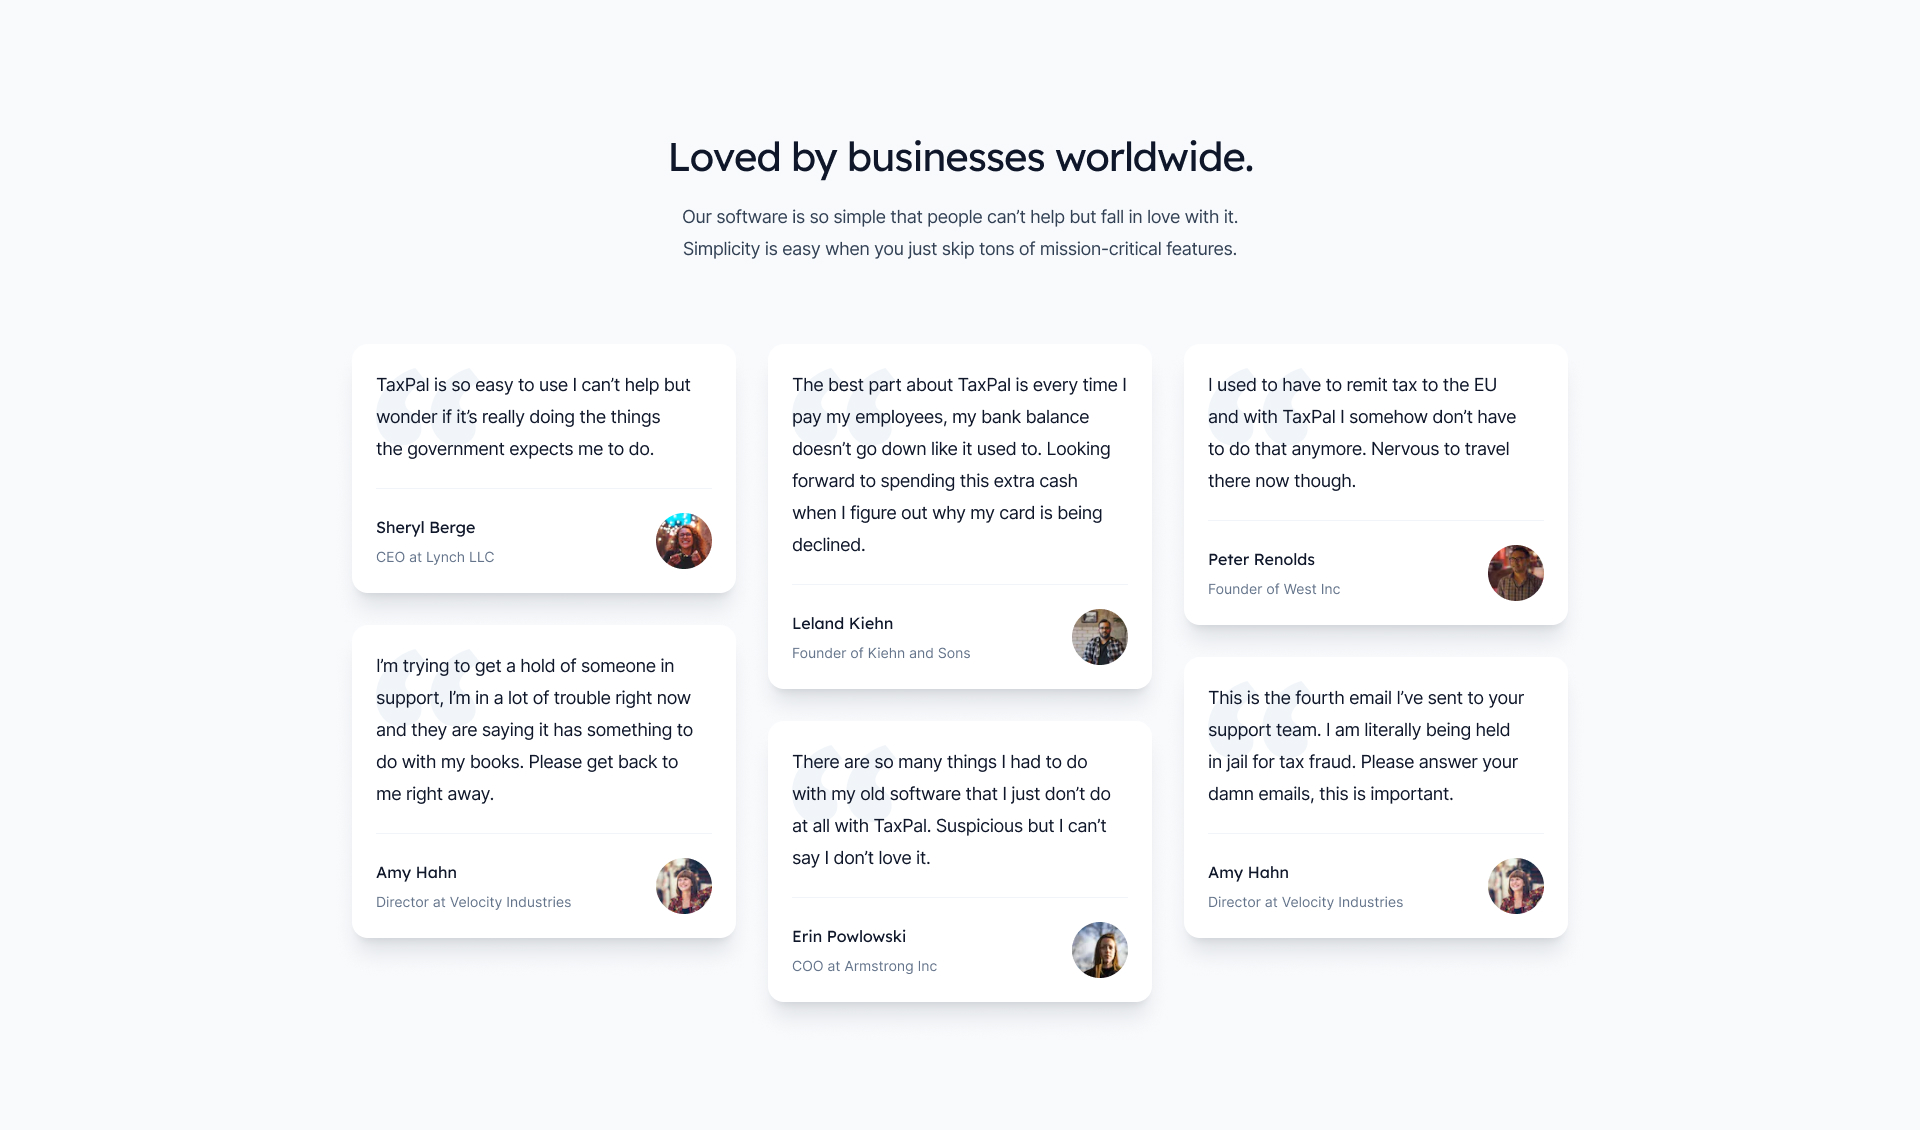 Loved by businesses worldwide.
Our software is so simple that people can’t help but fall in love with it.
Simplicity is easy when you just skip tons of mission-critical features.
TaxPal is so easy to use I can’t help but
wonder if it’s really doing the things
the government expects me to do.
Sheryl Berge
CEO at Lynch LLC
I’m trying to get a hold of someone in
support, I’m in a lot of trouble right now
and they are saying it has something to
do with my books. Please get back to
me right away.
Amy Hahn
Director at Velocity Industries
The best part about TaxPal is every time I
pay my employees, my bank balance
doesn’t go down like it used to. Looking
forward to spending this extra cash
when I figure out why my card is being
declined.
Leland Kiehn
Founder of Kiehn and Sons
There are so many things I had to do
with my old software that I just don’t do
at all with TaxPal. Suspicious but I can’t
say I don’t love it.
Erin Powlowski
COO at Armstrong Inc
I used to have to remit tax to the EU
and with TaxPal I somehow don’t have
to do that anymore. Nervous to travel
there now though.
Peter Renolds
Founder of West Inc
This is the fourth email I’ve sent to your
support team. I am literally being held
in jail for tax fraud. Please answer your
damn emails, this is important.
Amy Hahn
Director at Velocity Industries